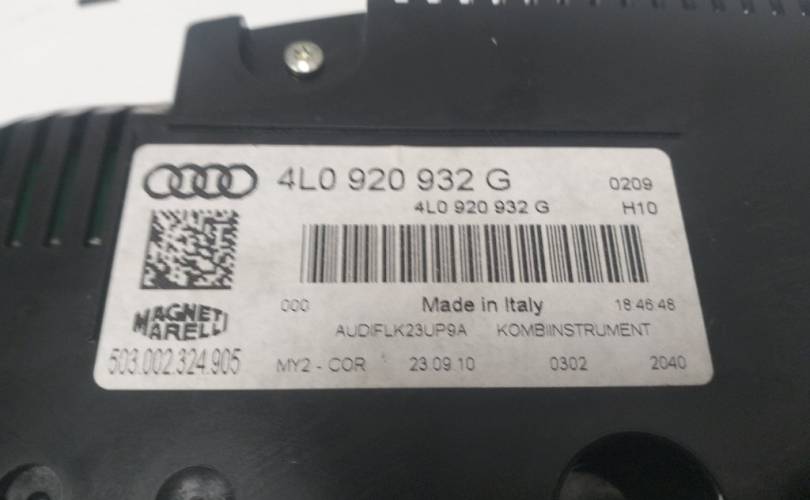 4L0 920 932 G 0209
4L0 920 932 G H10
000 Made in Italy 18:46:48
MAGNETI
MARELLI
AUDIFLK23UP9A KOMBIINSTRUMENT
503.002.324.905 MY2 - COR 23.09.10 0302 2040